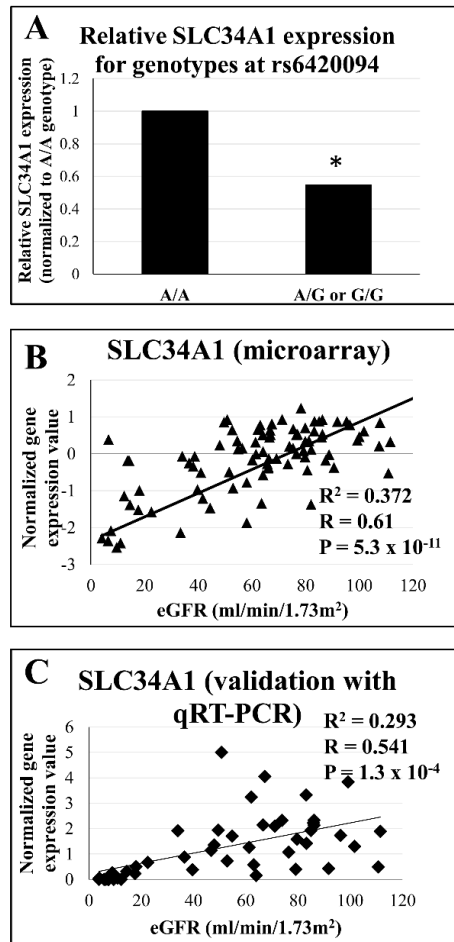 A
Relative SLC34A1 expression
for genotypes at rs6420094
Relative SLC34A1 expression
(normalized to A/A genotype)
1.2
1
0.8
0.6
0.4
0.2
0
*
A/A A/G or G/G
B
SLC34A1 (microarray)
Normalized gene
expression value
2
1
0
-1
-2
-3
R² = 0.372
R = 0.61
P = 5.3 x 10⁻¹¹
0 20 40 60 80 100 120
eGFR (ml/min/1.73m²)
C
SLC34A1 (validation with
qRT-PCR)
Normalized gene
expression value
6
5
4
3
2
1
0
R² = 0.293
R = 0.541
P = 1.3 x 10⁻⁴
0 20 40 60 80 100 120
eGFR (ml/min/1.73m²)